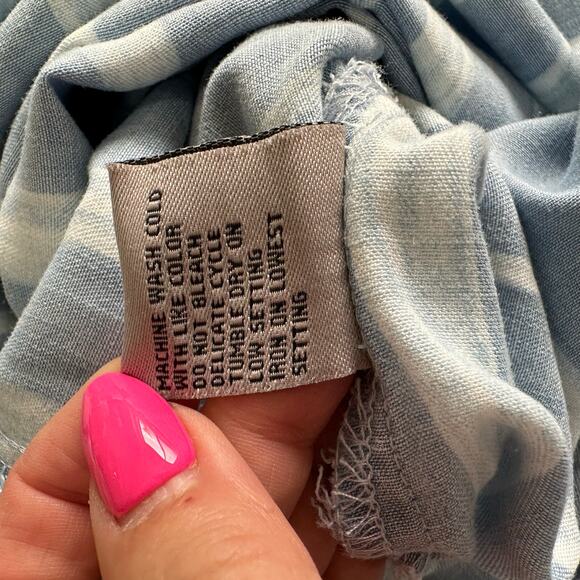 MACHINE WASH COLD
WITH LIKE COLOR
DO NOT BLEACH
DELICATE CYCLE
TUMBLE DRY ON
LOW SETTING
IRON ON LOWEST
SETTING